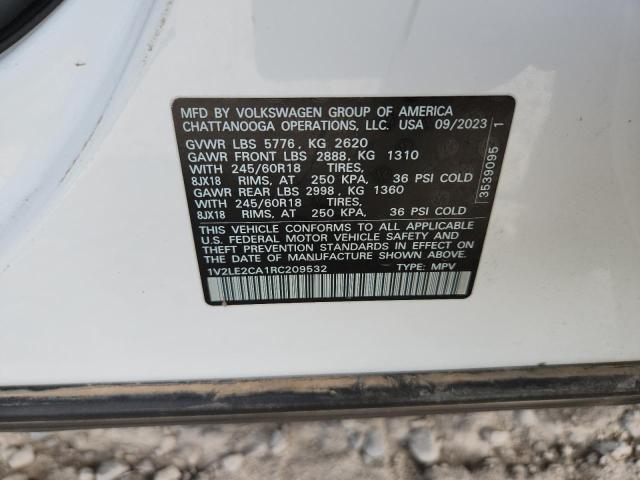 MFD BY VOLKSWAGEN GROUP OF AMERICA
CHATTANOOGA OPERATIONS, LLC. USA 09/2023
GVWR LBS 5776, KG 2620
GAWR FRONT LBS 2888, KG 1310
WITH 245/60R18 TIRES,
8JX18 RIMS, AT 250 KPA, 36 PSI COLD
GAWR REAR LBS 2998, KG 1360
WITH 245/60R18 TIRES,
8JX18 RIMS, AT 250 KPA, 36 PSI COLD
THIS VEHICLE CONFORMS TO ALL APPLICABLE
U.S. FEDERAL MOTOR VEHICLE SAFETY AND
THEFT PREVENTION STANDARDS IN EFFECT ON
THE DATE OF MANUFACTURE SHOWN ABOVE.
1V2LE2CA1RC209532 TYPE: MPV
3539095 1